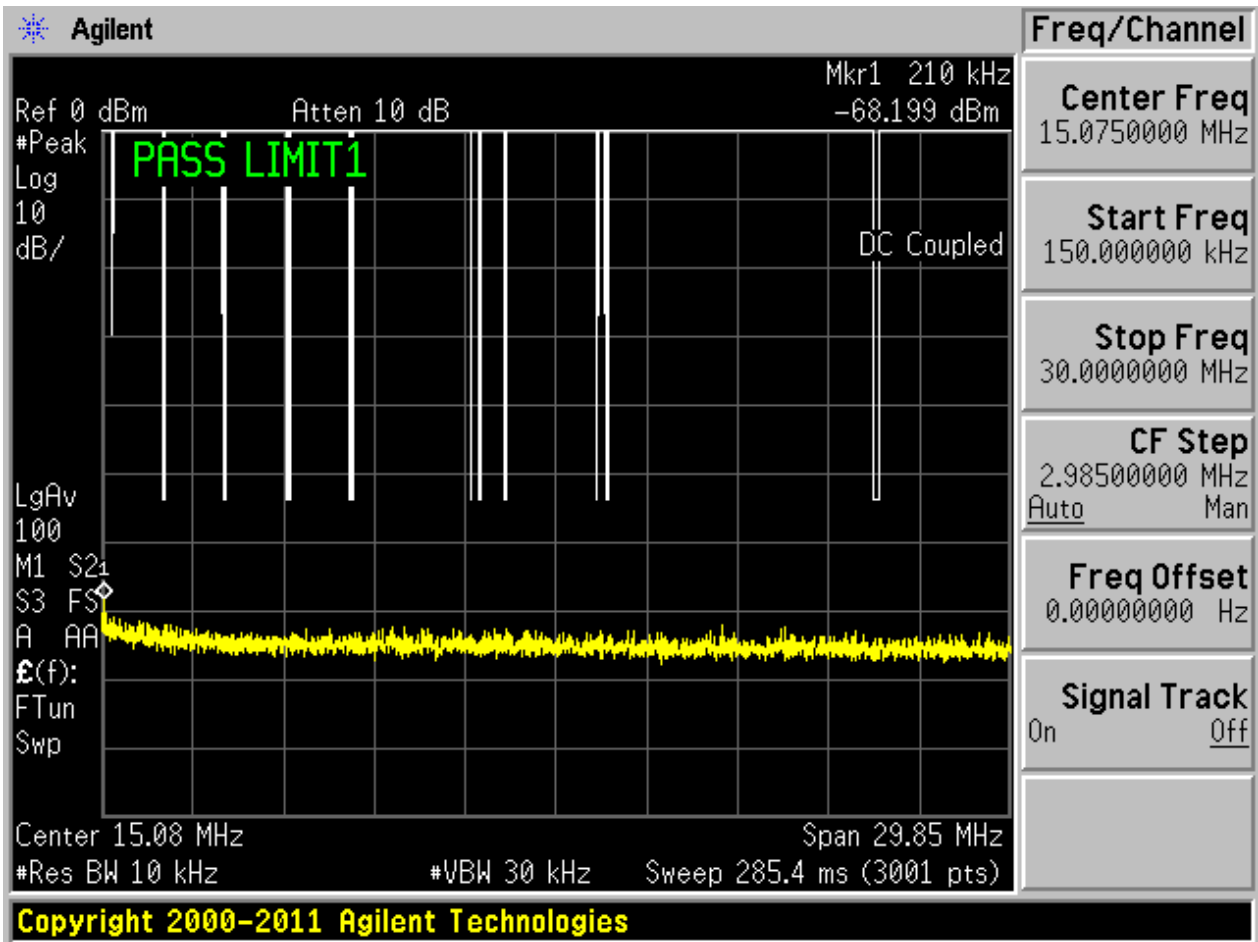 Agilent
Freq/Channel
Mkr1 210 kHz
Ref 0 dBm Atten 10 dB -68.199 dBm
#Peak
Log
10
dB/
PASS LIMIT1
DC Coupled
LgAv
100
M1 S2
1
S3 FS
A AA
£(f):
FTun
Swp
Center 15.08 MHz Span 29.85 MHz
#Res BW 10 kHz #VBW 30 kHz Sweep 285.4 ms (3001 pts)
Center Freq
15.0750000 MHz
Start Freq
150.000000 kHz
Stop Freq
30.0000000 MHz
CF Step
2.98500000 MHz
Auto Man
Freq Offset
0.00000000 Hz
Signal Track
On Off
Copyright 2000-2011 Agilent Technologies